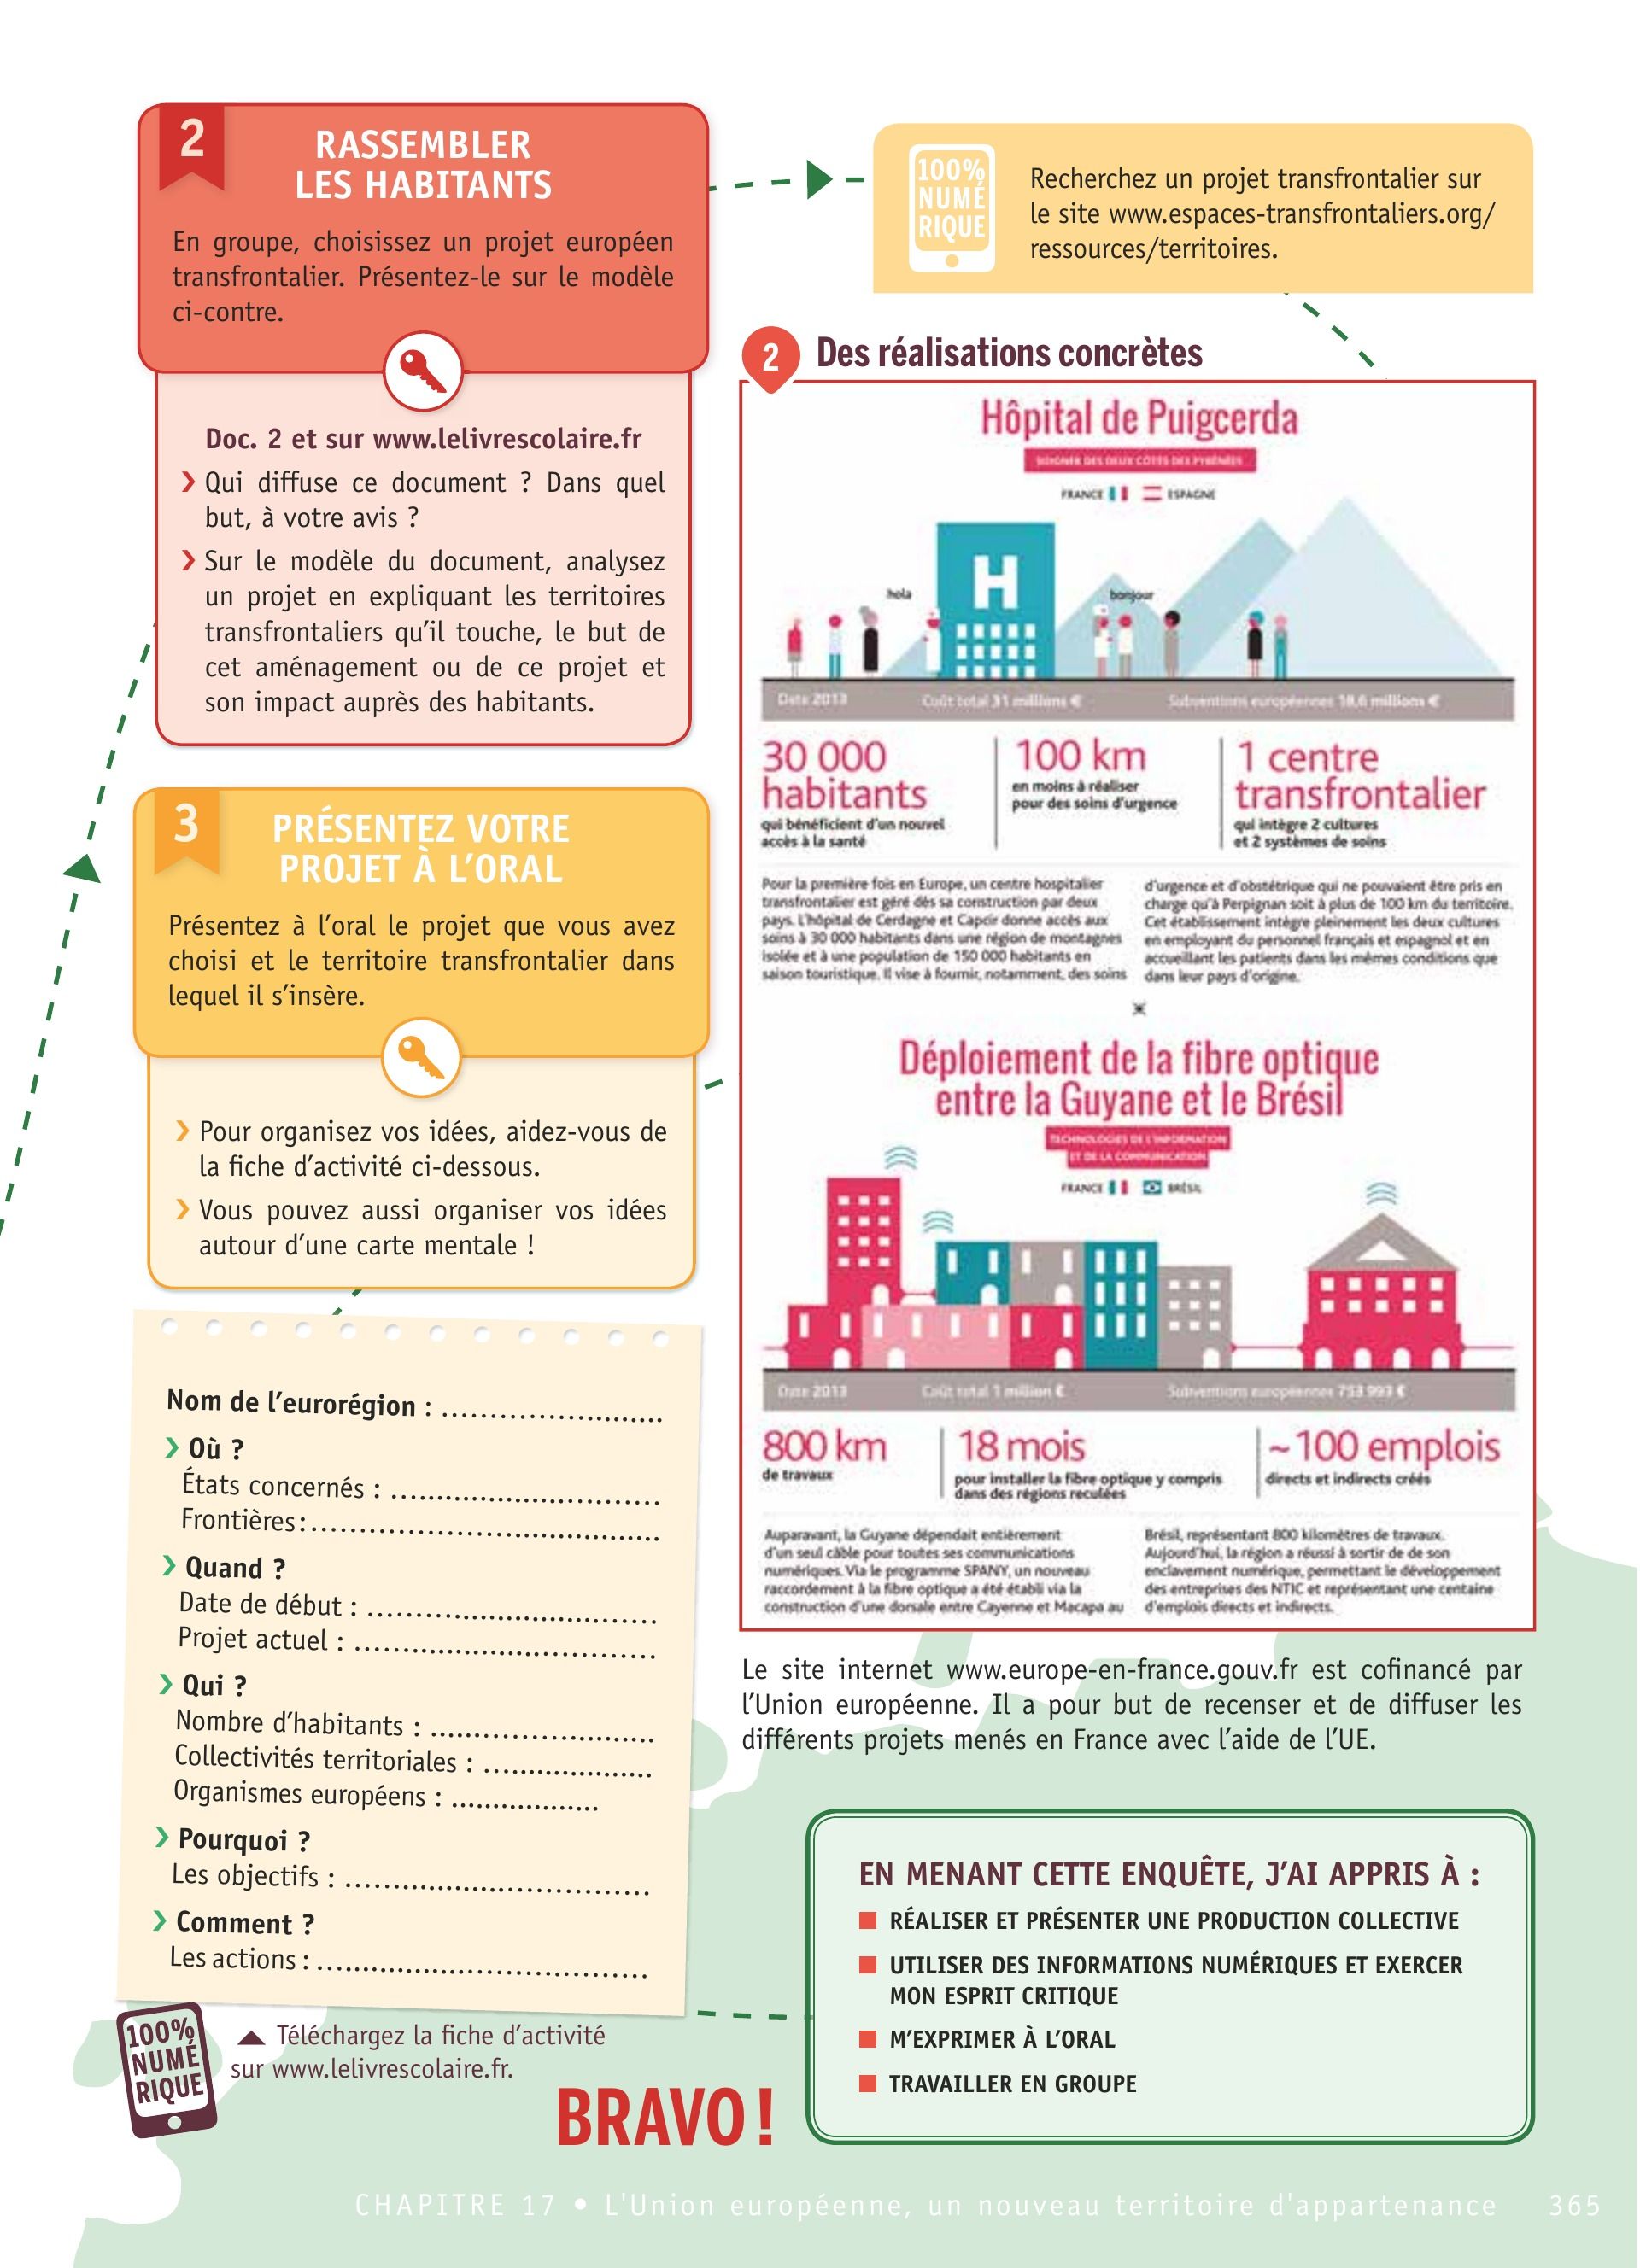 2
RASSEMBLER
LES HABITANTS
En groupe, choisissez un projet européen
transfrontalier. Présentez-le sur le modèle
ci-contre.
Doc. 2 et sur www.lelivrescolaire.fr
› Qui diffuse ce document ? Dans quel
but, à votre avis ?
› Sur le modèle du document, analysez
un projet en expliquant les territoires
transfrontaliers qu'il touche, le but de
cet aménagement ou de ce projet et
son impact auprès des habitants.
3
PRÉSENTEZ VOTRE
PROJET À L'ORAL
Présentez à l'oral le projet que vous avez
choisi et le territoire transfrontalier dans
lequel il s'insère.
› Pour organisez vos idées, aidez-vous de
la fiche d'activité ci-dessous.
› Vous pouvez aussi organiser vos idées
autour d'une carte mentale !
Nom de l'eurorégion : ........................
› Où ?
États concernés : .............................
Frontières :......................................
› Quand ?
Date de début : ................................
Projet actuel : .................................
› Qui ?
Nombre d'habitants : ........................
Collectivités territoriales : ..................
Organismes européens : ..................
› Pourquoi ?
Les objectifs : .................................
› Comment ?
Les actions : ....................................
100%
NUMÉ
RIQUE
Téléchargez la fiche d'activité
sur www.lelivrescolaire.fr.
BRAVO !
100%
NUMÉ
RIQUE
Recherchez un projet transfrontalier sur
le site www.espaces-transfrontaliers.org/
ressources/territoires.
2 Des réalisations concrètes
Hôpital de Puigcerda
SOIGNER DES DEUX CÔTÉS DES PYRÉNÉES
FRANCE ESPAGNE
hola
bonjour
H
Date 2013 Coût total 31 millions € Subventions européennes 18,6 millions €
30 000
habitants
qui bénéficient d'un nouvel
accès à la santé
100 km
en moins à réaliser
pour des soins d'urgence
1 centre
transfrontalier
qui intègre 2 cultures
et 2 systèmes de soins
Pour la première fois en Europe, un centre hospitalier
transfrontalier est géré dès sa construction par deux
pays. L'hôpital de Cerdagne et Capcir donne accès aux
soins à 30 000 habitants dans une région de montagnes
isolée et à une population de 150 000 habitants en
saison touristique. Il vise à fournir, notamment, des soins
d'urgence et d'obstétrique qui ne pouvaient être pris en
charge qu'à Perpignan soit à plus de 100 km du territoire.
Cet établissement intègre pleinement les deux cultures
en employant du personnel français et espagnol et en
accueillant les patients dans les mêmes conditions que
dans leur pays d'origine.
Déploiement de la fibre optique
entre la Guyane et le Brésil
TECHNOLOGIES DE L'INFORMATION
ET DE LA COMMUNICATION
FRANCE BRÉSIL
Date 2013 Coût total 1 million € Subventions européennes 753 993 €
800 km
de travaux
18 mois
pour installer la fibre optique y compris
dans des régions reculées
~ 100 emplois
directs et indirects créés
Auparavant, la Guyane dépendait entièrement
d'un seul câble pour toutes ses communications
numériques. Via le programme SPANY, un nouveau
raccordement à la fibre optique a été établi via la
construction d'une dorsale entre Cayenne et Macapa au
Brésil, représentant 800 kilomètres de travaux.
Aujourd'hui, la région a réussi à sortir de de son
enclavement numérique, permettant le développement
des entreprises des NTIC et représentant une centaine
d'emplois directs et indirects.
Le site internet www.europe-en-france.gouv.fr est cofinancé par
l'Union européenne. Il a pour but de recenser et de diffuser les
différents projets menés en France avec l'aide de l'UE.
EN MENANT CETTE ENQUÊTE, J'AI APPRIS À :
RÉALISER ET PRÉSENTER UNE PRODUCTION COLLECTIVE
UTILISER DES INFORMATIONS NUMÉRIQUES ET EXERCER
MON ESPRIT CRITIQUE
M'EXPRIMER À L'ORAL
TRAVAILLER EN GROUPE
CHAPITRE 17 • L'Union européenne, un nouveau territoire d'appartenance 365